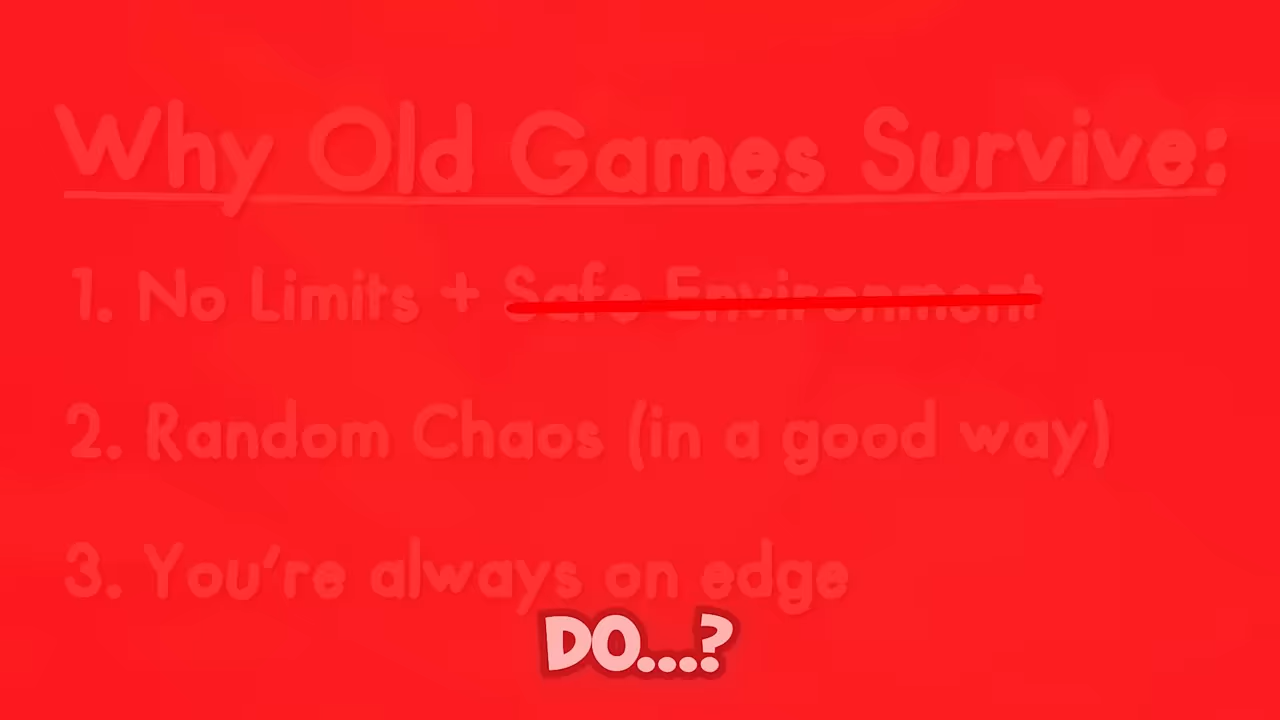 Why Old Games Survive:
1. No Limits + Safe Environment
2. Random Chaos (in a good way)
3. You're always on edge
DO....?